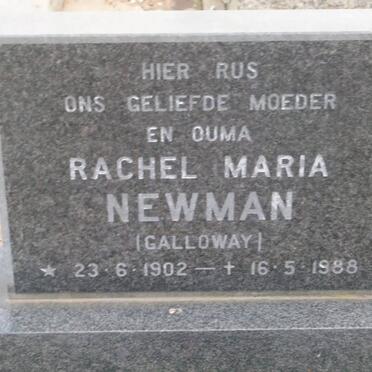 HIER RUS
ONS GELIEFDE MOEDER
EN OUMA
RACHEL MARIA
NEWMAN
(GALLOWAY)
★ 23·6·1902 — † 16·5·1988